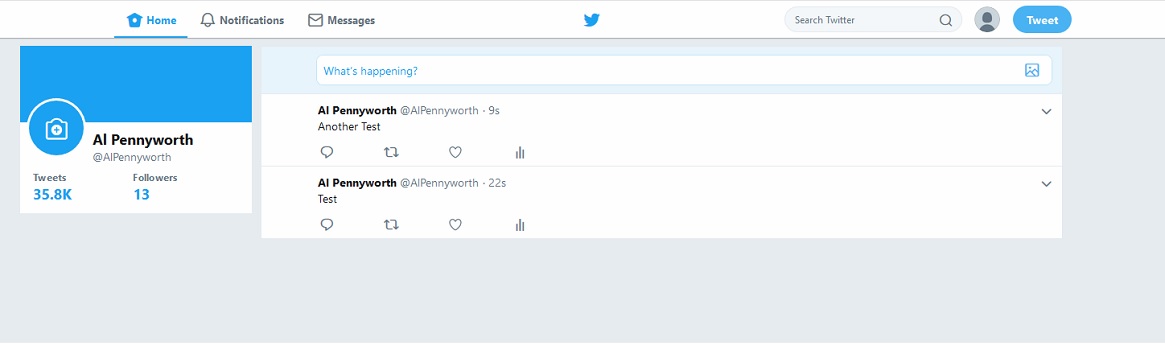 Home Notifications Messages Search Twitter Tweet
Al Pennyworth
@AlPennyworth
Tweets Followers
35.8K 13
What's happening?
Al Pennyworth @AlPennyworth · 9s
Another Test
Al Pennyworth @AlPennyworth · 22s
Test